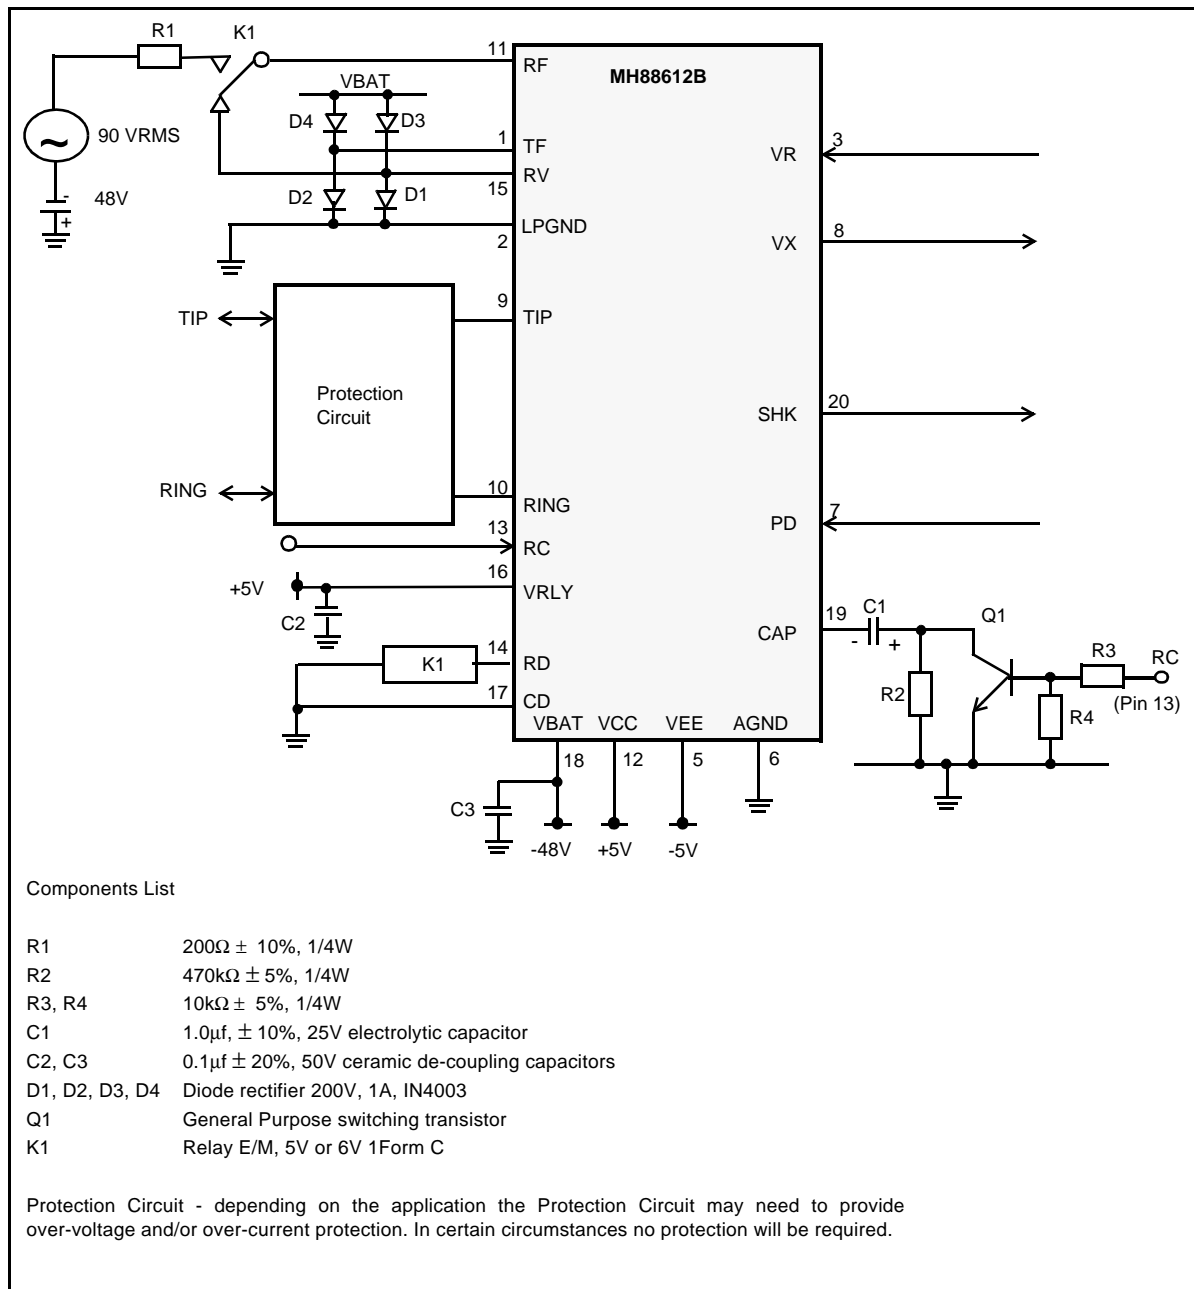 R1 K1
11
RF
MH88612B
VBAT
D4 D3
90 VRMS
1
TF
3
VR
RV
15
D2 D1
-
48V
+
LPGND
2
8
VX
9
TIP
TIP
Protection
Circuit
20
SHK
RING
10
RING
7
PD
13
RC
16
+5V
VRLY
C2
19 C1
CAP
- +
Q1
R3 RC
14
K1
RD
R2
(Pin 13)
R4
17
CD
VBAT VCC VEE AGND
18 12 5 6
C3
-48V +5V -5V
Components List
R1 200Ω ± 10%, 1/4W
R2 470kΩ ± 5%, 1/4W
R3, R4 10kΩ ± 5%, 1/4W
C1 1.0µf, ± 10%, 25V electrolytic capacitor
C2, C3 0.1µf ± 20%, 50V ceramic de-coupling capacitors
D1, D2, D3, D4 Diode rectifier 200V, 1A, IN4003
Q1 General Purpose switching transistor
K1 Relay E/M, 5V or 6V 1Form C
Protection Circuit - depending on the application the Protection Circuit may need to provide
over-voltage and/or over-current protection. In certain circumstances no protection will be required.